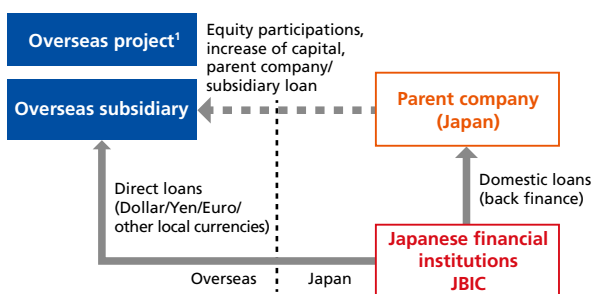 Overseas project¹
Overseas subsidiary
Equity participations,
increase of capital,
parent company/
subsidiary loan
Parent company
(Japan)
Direct loans
(Dollar/Yen/Euro/
other local currencies)
Domestic loans
(back finance)
Japanese financial
institutions
JBIC
Overseas
Japan